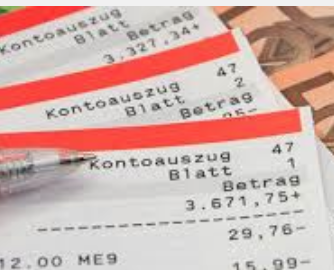 Kontoauszug
Blatt
Betrag
3.327,34+
Kontoauszug 47
Blatt 2
Betrag
Kontoauszug 47
Blatt 1
Betrag
3.671,75+
29,76-
12.00 ME9
15,99-